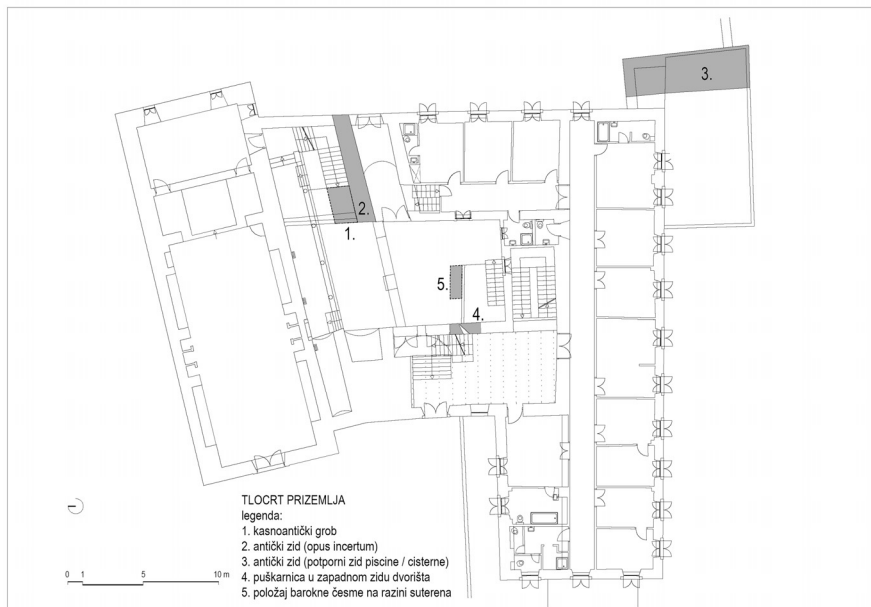 3.
2.
1.
5.
4.
TLOCRT PRIZEMLJA
legenda:
1. kasnoantički grob
2. antički zid (opus incertum)
3. antički zid (potporni zid piscine / cisterne)
4. puškarnica u zapadnom zidu dvorišta
5. položaj barokne česme na razini suterena
0 1 5 10 m